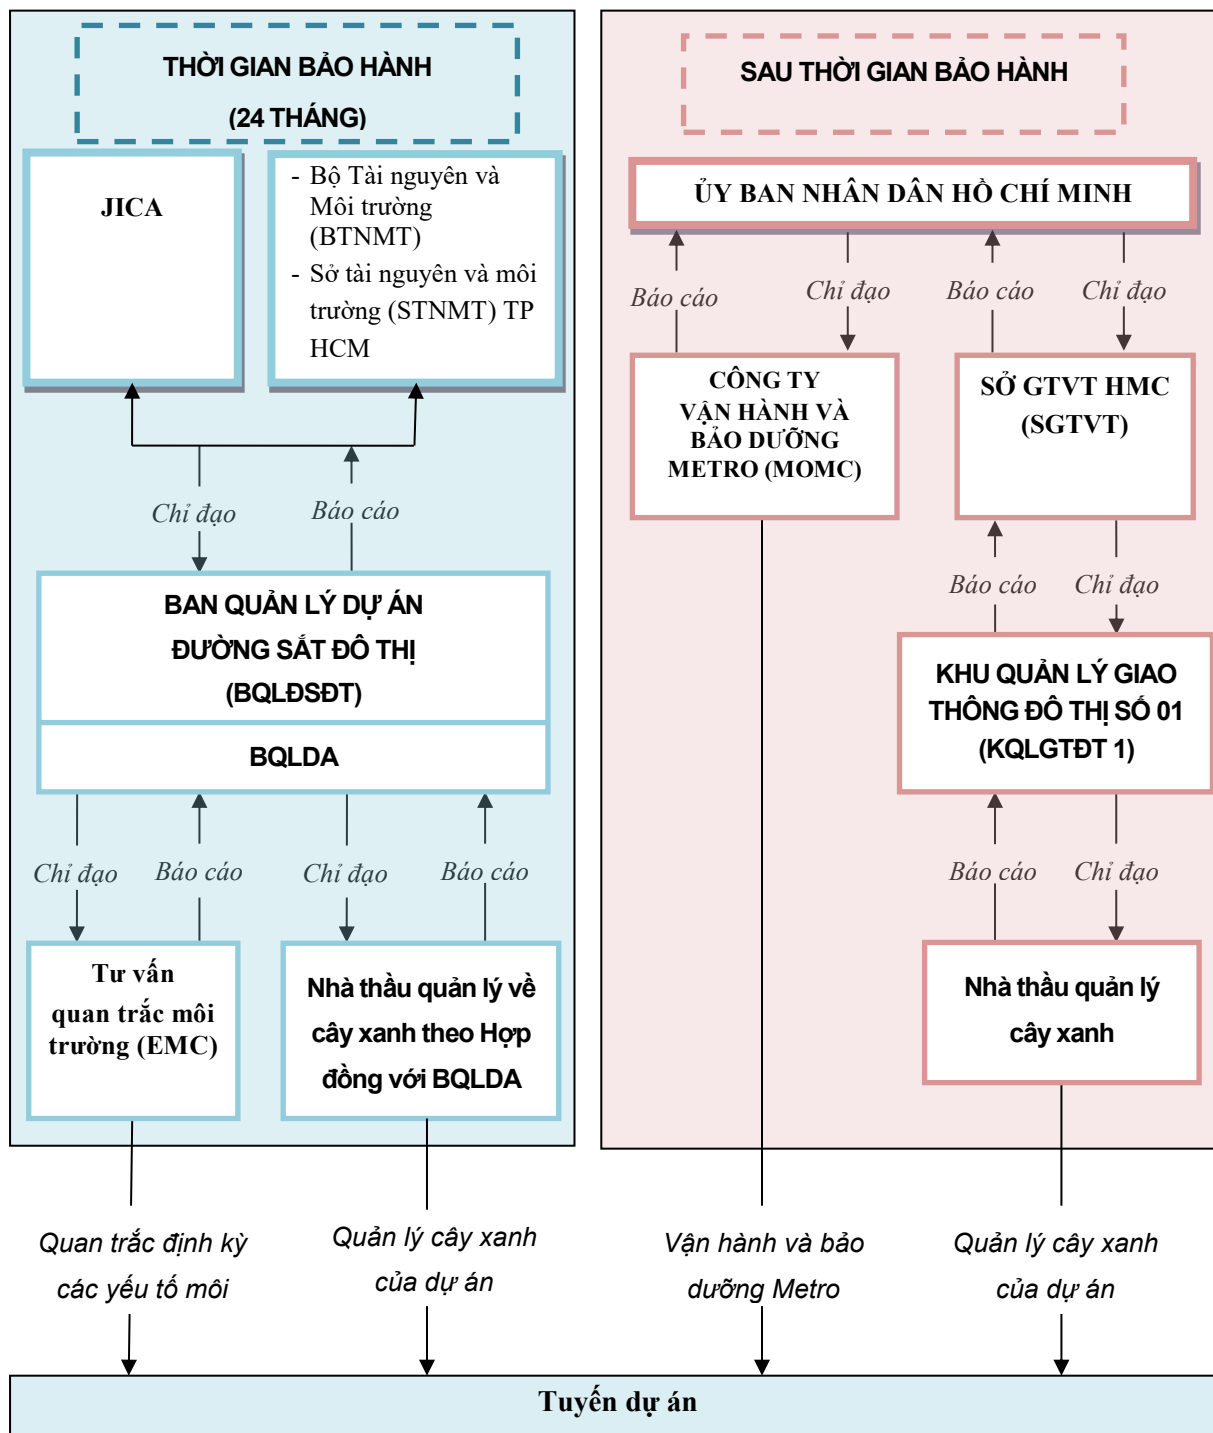 THỜI GIAN BẢO HÀNH
(24 THÁNG)
JICA
- Bộ Tài nguyên và
Môi trường
(BTNMT)
- Sở tài nguyên và môi
trường (STNMT) TP
HCM
Chỉ đạo
Báo cáo
BAN QUẢN LÝ DỰ ÁN
ĐƯỜNG SẮT ĐÔ THỊ
(BQLĐSĐT)
BQLDA
Chỉ đạo
Báo cáo
Chỉ đạo
Báo cáo
Tư vấn
quan trắc môi
trường (EMC)
Nhà thầu quản lý về
cây xanh theo Hợp
đồng với BQLDA
Quan trắc định kỳ
các yếu tố môi
Quản lý cây xanh
của dự án
SAU THỜI GIAN BẢO HÀNH
ỦY BAN NHÂN DÂN HỒ CHÍ MINH
Báo cáo
Chỉ đạo
Báo cáo
Chỉ đạo
CÔNG TY
VẬN HÀNH VÀ
BẢO DƯỠNG
METRO (MOMC)
SỞ GTVT HMC
(SGTVT)
Báo cáo
Chỉ đạo
KHU QUẢN LÝ GIAO
THÔNG ĐÔ THỊ SỐ 01
(KQLGTĐT 1)
Báo cáo
Chỉ đạo
Nhà thầu quản lý
cây xanh
Vận hành và bảo
dưỡng Metro
Quản lý cây xanh
của dự án
Tuyến dự án